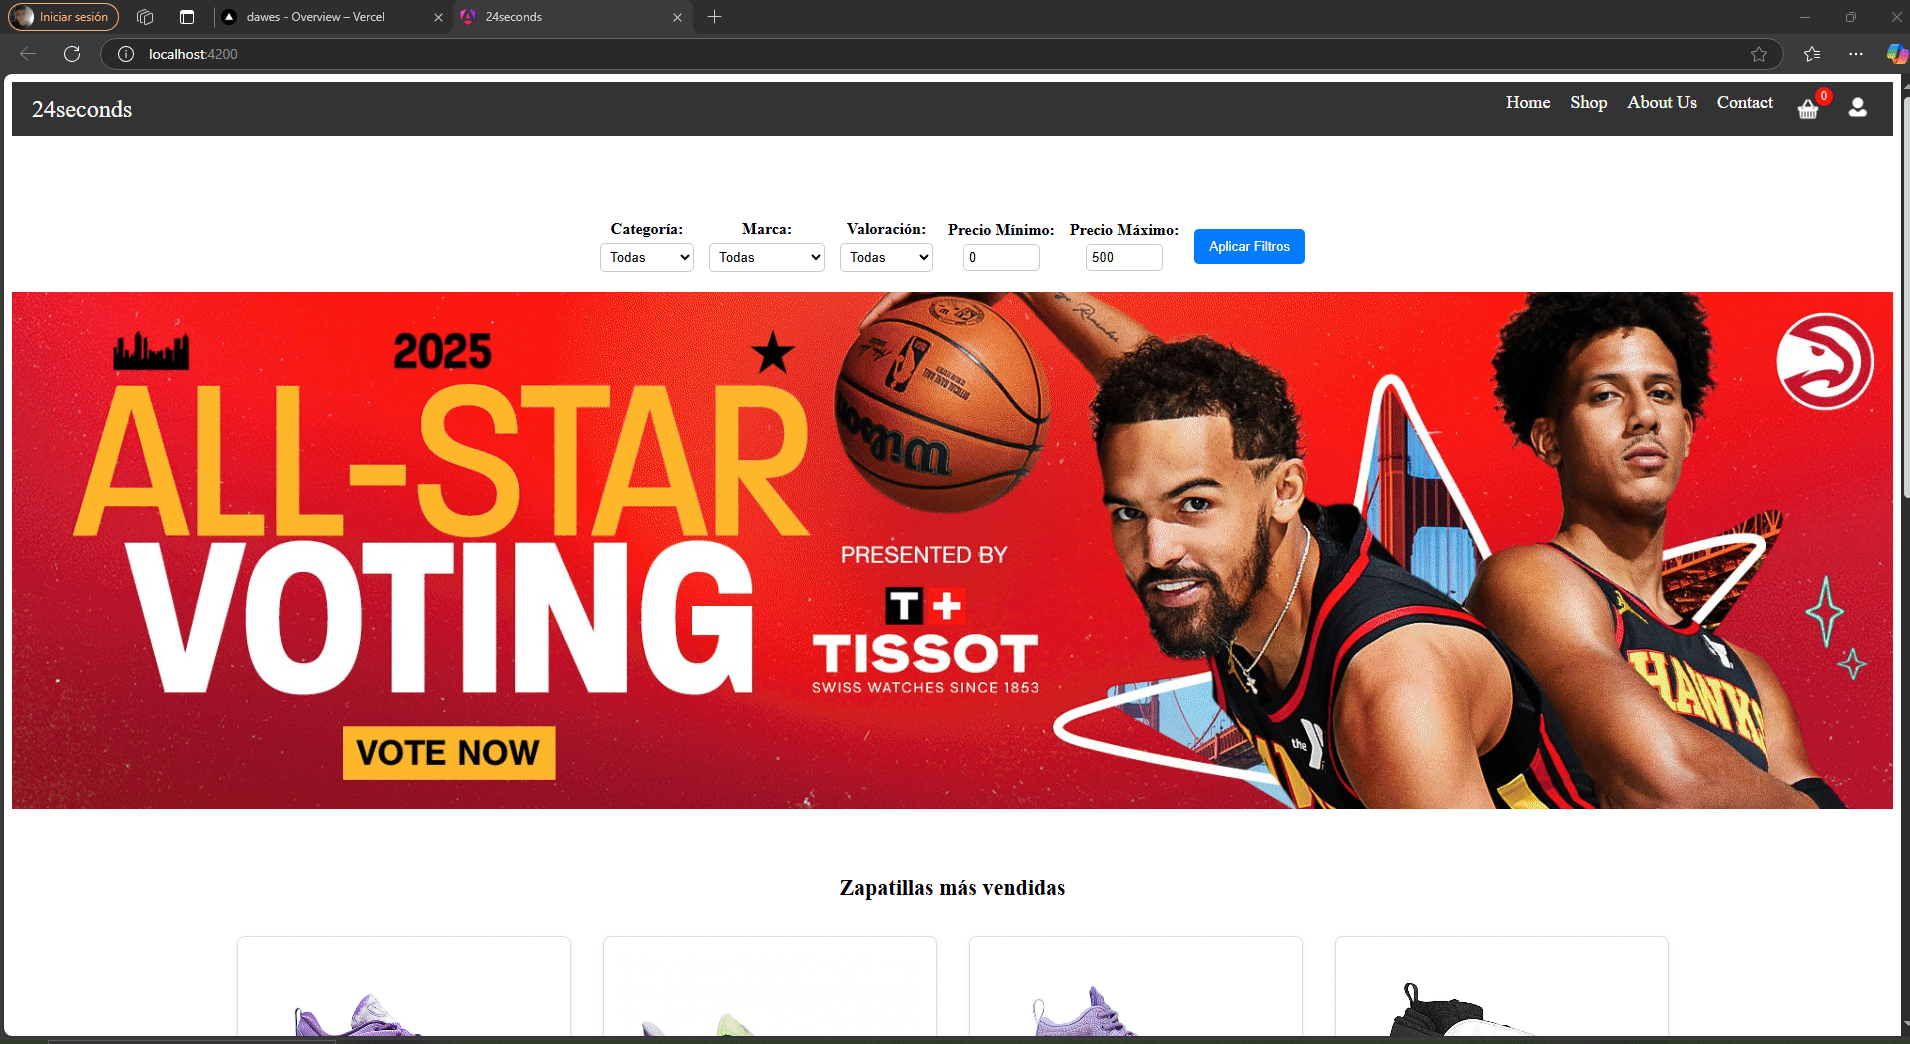 Iniciar sesión
dawes - Overview – Vercel
24seconds
localhost:4200
24seconds
Home Shop About Us Contact 0
Categoría: Marca: Valoración: Precio Mínimo: Precio Máximo:
Todas Todas Todas 0 500 Aplicar Filtros
2025
ALL-STAR
VOTING
VOTE NOW
Wilson
PRESENTED BY
T+
TISSOT
SWISS WATCHES SINCE 1853
the Y
HAWKS
Zapatillas más vendidas